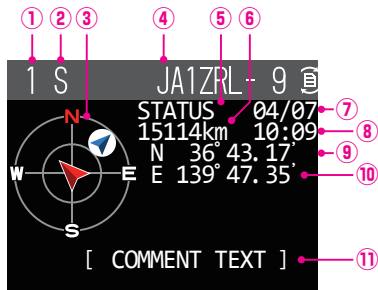 ① ② ③ ④ ⑤ ⑥
1 S JA1ZRL- 9
STATUS 04/07 ⑦
15114km 10:09 ⑧
N 36°43.17' ⑨
E 139°47.35' ⑩
N
W E
S
[ COMMENT TEXT ] ⑪